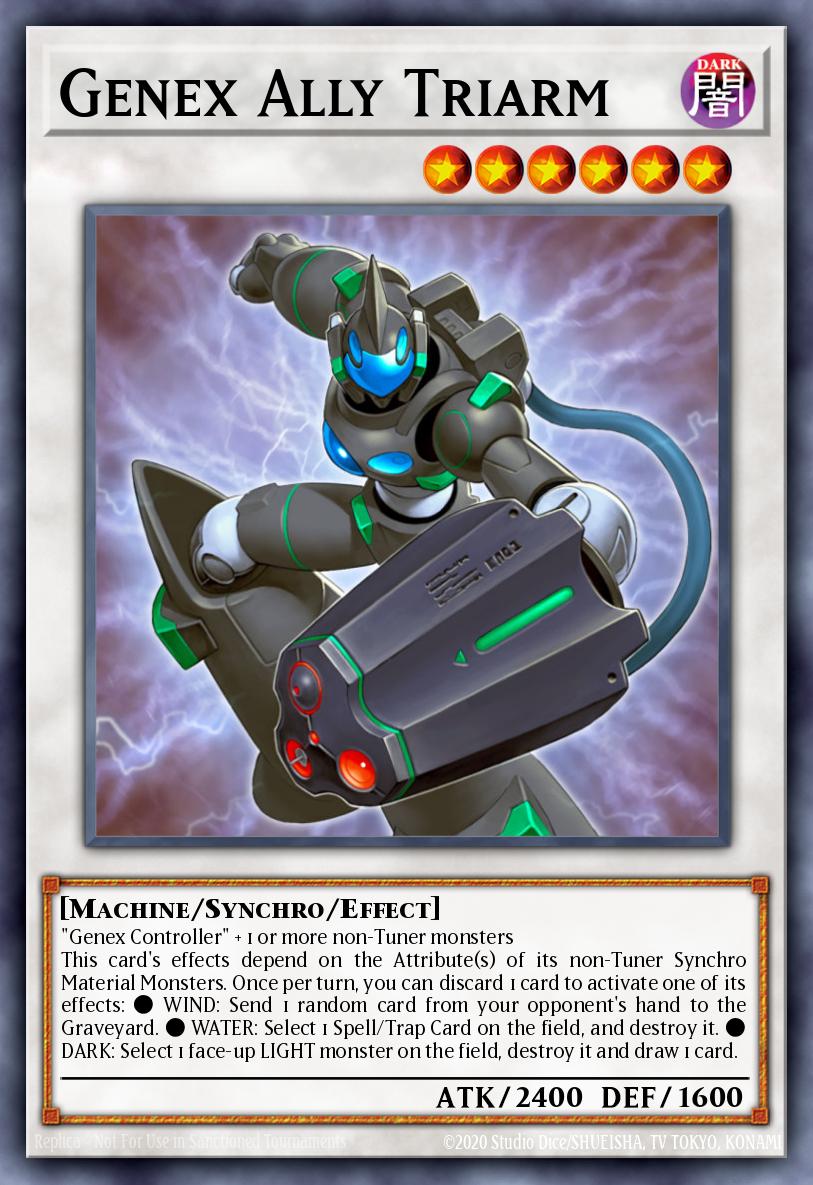 Genex Ally Triarm
DARK
闇
[Machine/Synchro/Effect]
"Genex Controller" + 1 or more non-Tuner monsters
This card's effects depend on the Attribute(s) of its non-Tuner Synchro
Material Monsters. Once per turn, you can discard 1 card to activate one of its
effects: ● WIND: Send 1 random card from your opponent's hand to the
Graveyard. ● WATER: Select 1 Spell/Trap Card on the field, and destroy it. ●
DARK: Select 1 face-up LIGHT monster on the field, destroy it and draw 1 card.
ATK/2400 DEF/1600
Replica - Not For Use in Sanctioned Tournaments
©2020 Studio Dice/SHUEISHA, TV TOKYO, KONAMI